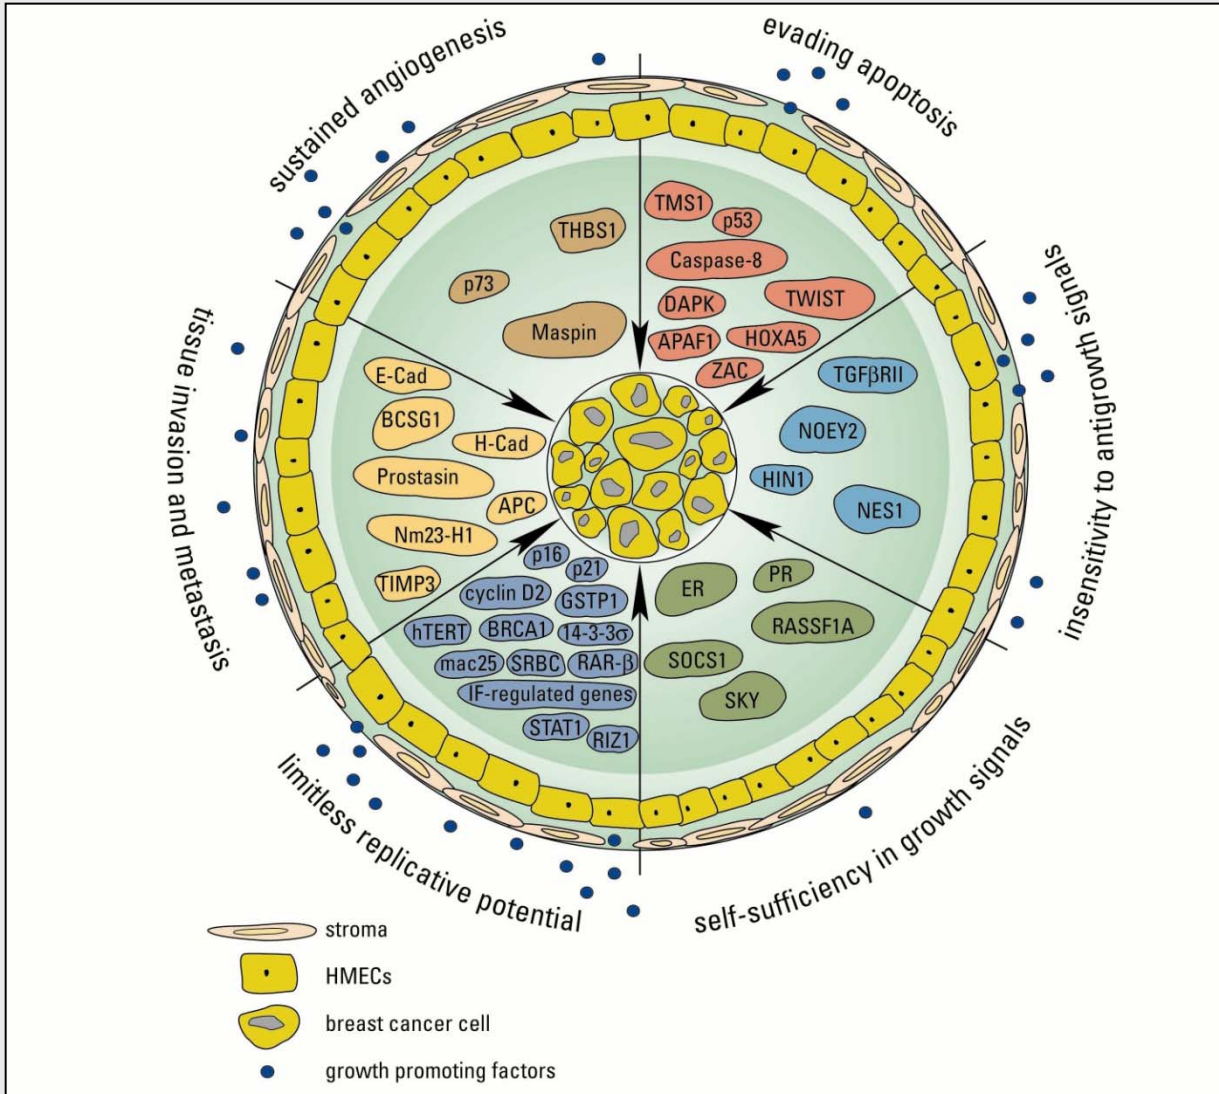 sustained angiogenesis
evading apoptosis
insensitivity to antigrowth signals
self-sufficiency in growth signals
limitless replicative potential
tissue invasion and metastasis
THBS1
p73
Maspin
TMS1
p53
Caspase-8
DAPK
TWIST
APAF1
HOXA5
ZAC
TGFβRII
NOEY2
HIN1
NES1
ER
PR
RASSF1A
SOCS1
SKY
p16
p21
cyclin D2
GSTP1
hTERT
BRCA1
14-3-3σ
mac25
SRBC
RAR-β
IF-regulated genes
STAT1
RIZ1
E-Cad
BCSG1
H-Cad
Prostasin
APC
Nm23-H1
TIMP3
stroma
HMECs
breast cancer cell
growth promoting factors